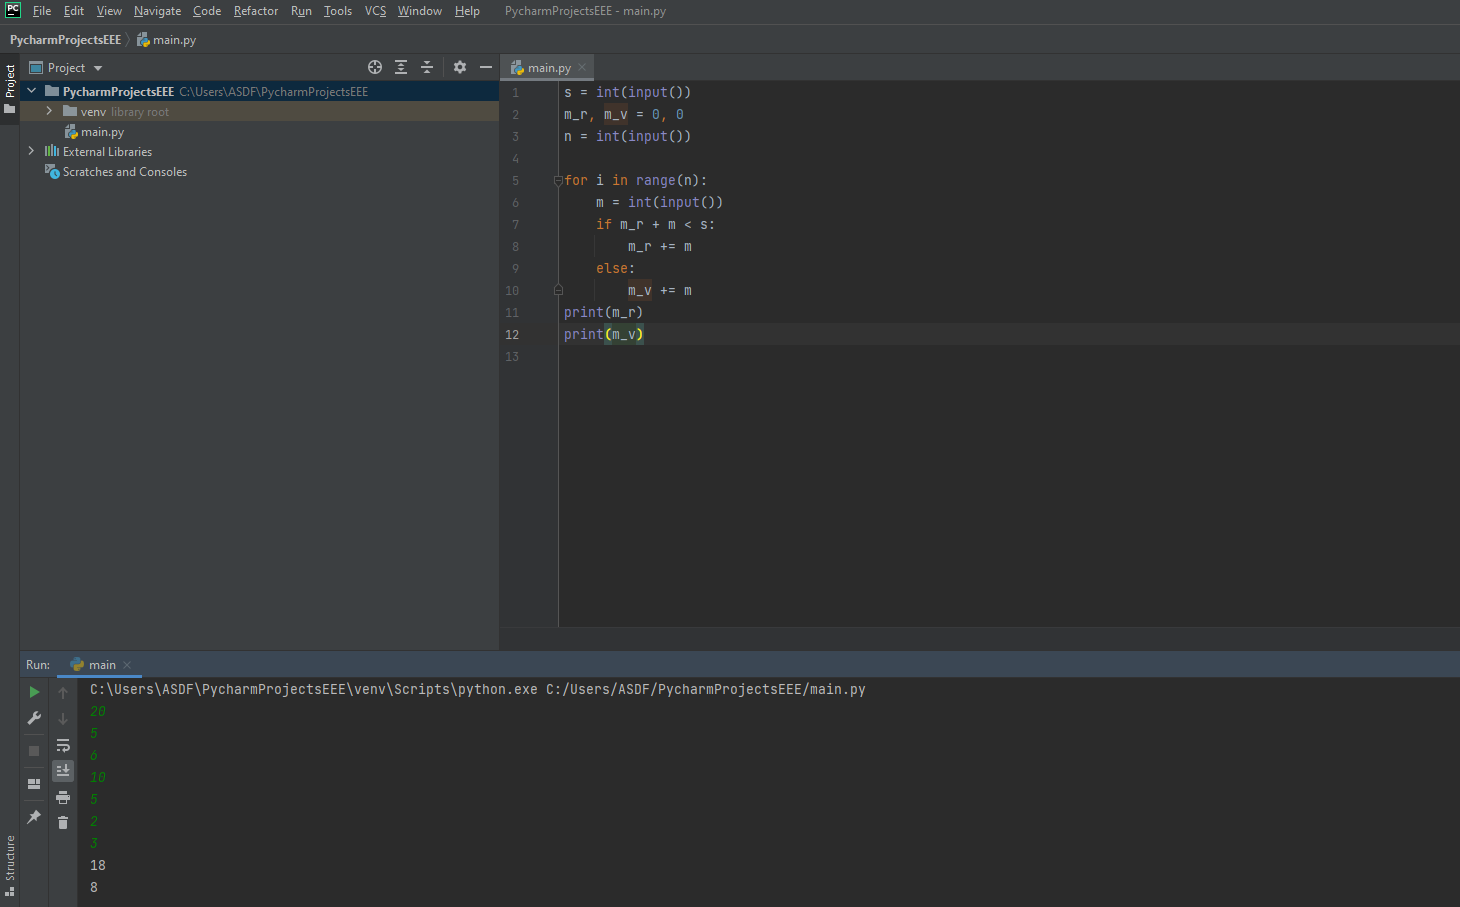 PC File Edit View Navigate Code Refactor Run Tools VCS Window Help PycharmProjectsEEE - main.py
PycharmProjectsEEE main.py
Project
Project
main.py
PycharmProjectsEEE C:\Users\ASDF\PycharmProjectsEEE
venv library root
main.py
External Libraries
Scratches and Consoles
1 s = int(input())
2 m_r, m_v = 0, 0
3 n = int(input())
4
5 for i in range(n):
6     m = int(input())
7     if m_r + m < s:
8         m_r += m
9     else:
10         m_v += m
11 print(m_r)
12 print(m_v)
13
Run: main
C:\Users\ASDF\PycharmProjectsEEE\venv\Scripts\python.exe C:/Users/ASDF/PycharmProjectsEEE/main.py
20
5
6
10
5
2
3
18
8
Structure